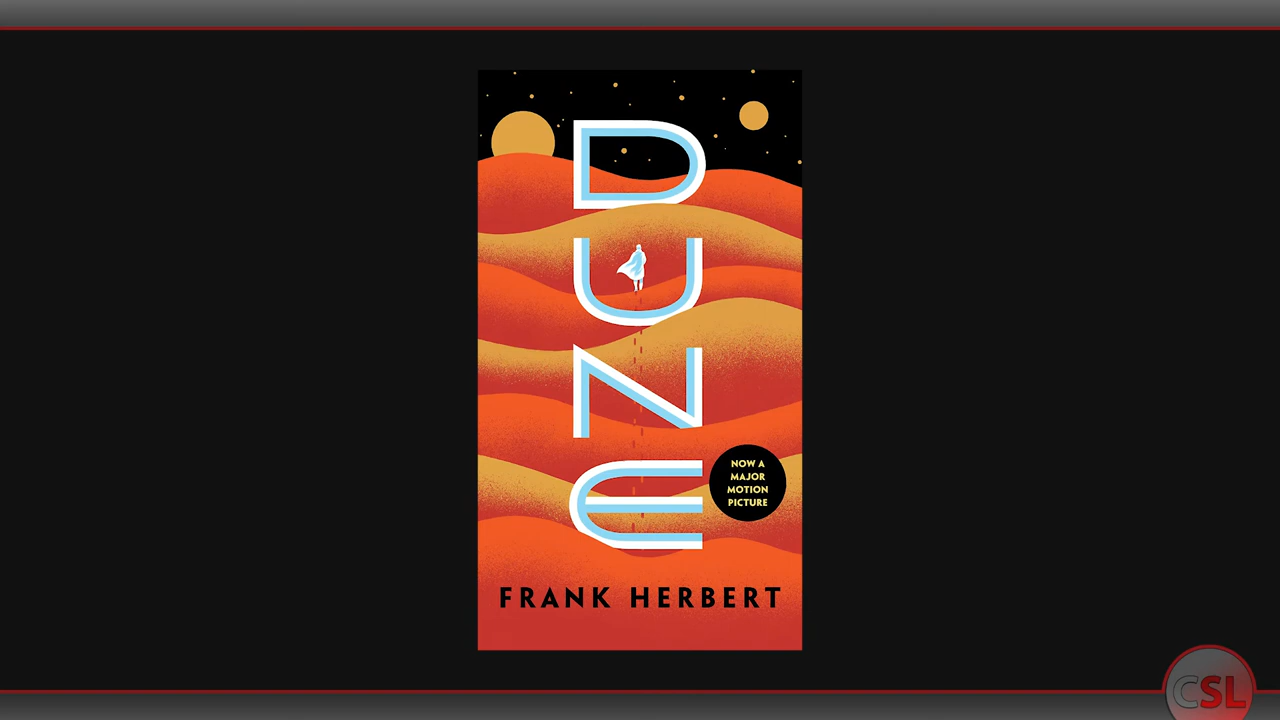 DUNE
NOW A
MAJOR
MOTION
PICTURE
FRANK HERBERT
CSL